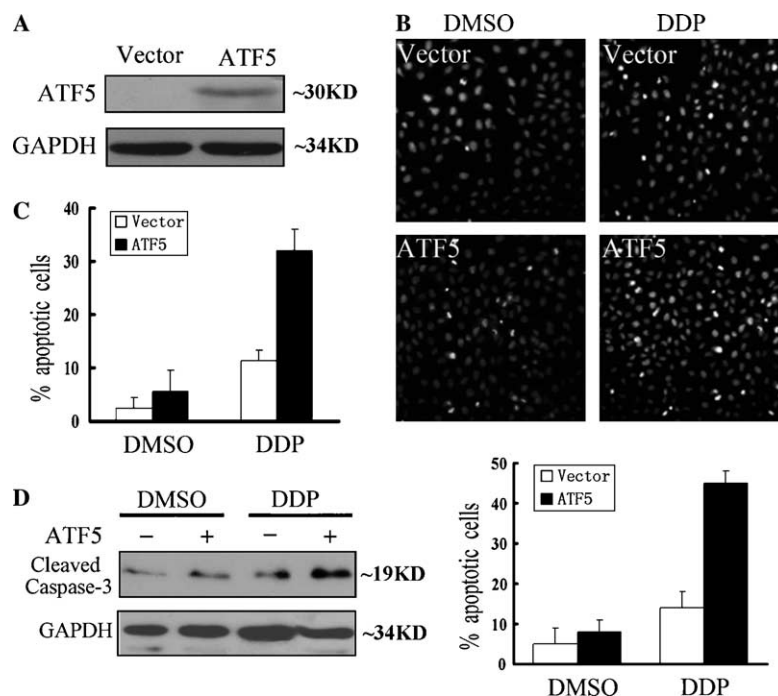 A
Vector ATF5
ATF5 ~30KD
GAPDH ~34KD
B
DMSO DDP
Vector Vector
ATF5 ATF5
C
% apoptotic cells
40
30
20
10
0
Vector
ATF5
DMSO DDP
D
DMSO DDP
ATF5 − + − +
Cleaved
Caspase-3 ~19KD
GAPDH ~34KD
% apoptotic cells
50
40
30
20
10
0
Vector
ATF5
DMSO DDP